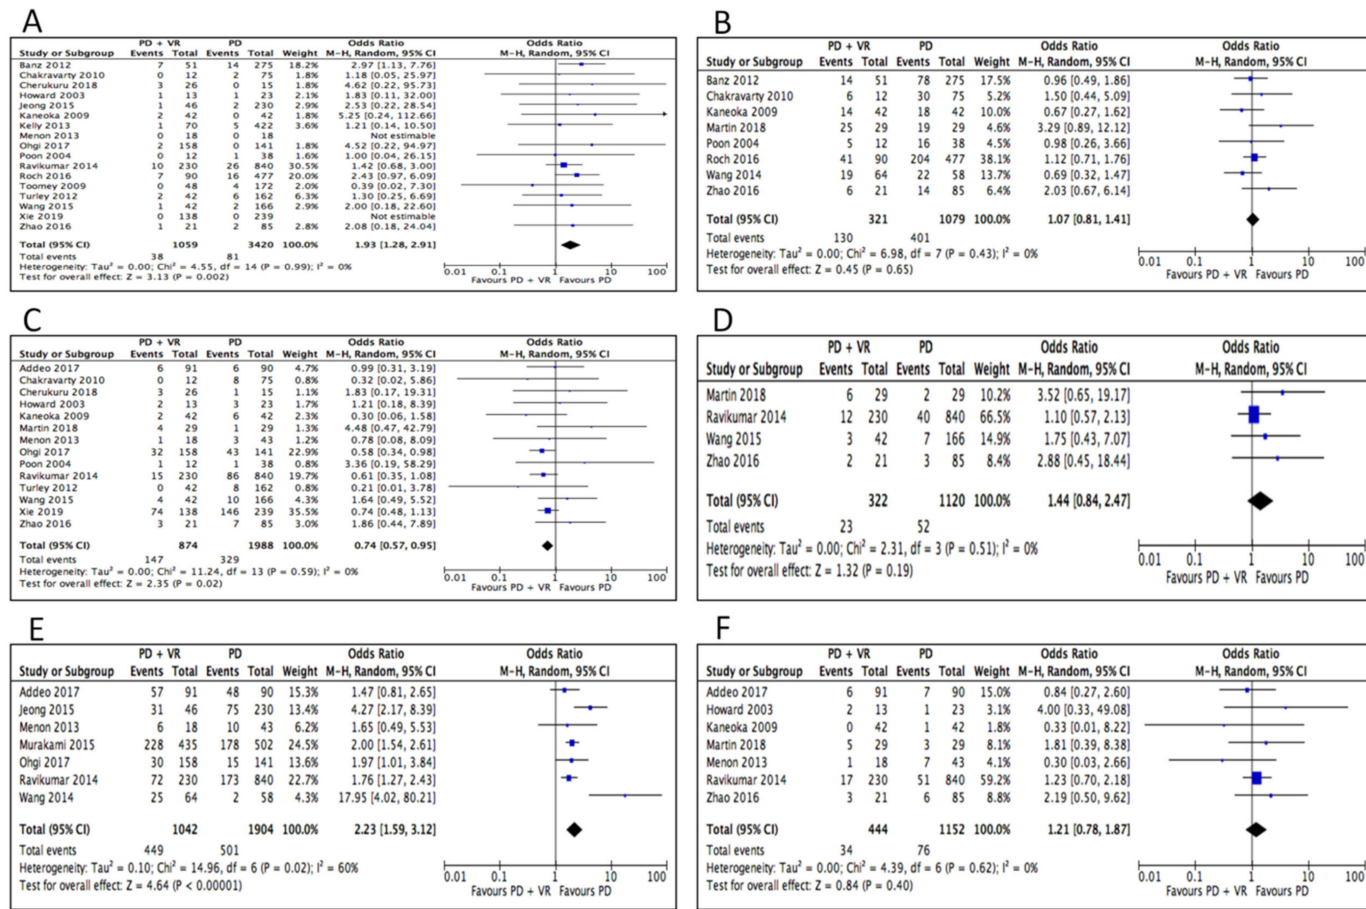 A
PD + VR PD Odds Ratio Odds Ratio
Study or Subgroup Events Total Events Total Weight M-H, Random, 95% CI M-H, Random, 95% CI
Banz 2012 7 51 14 275 18.2% 2.97 [1.13, 7.76]
Chakravarty 2010 0 12 2 75 1.8% 1.18 [0.05, 25.97]
Cherukuru 2018 3 26 0 15 1.8% 4.62 [0.22, 95.73]
Howard 2003 1 13 1 23 1.8% 1.83 [0.11, 32.00]
Jeong 2015 1 46 2 230 2.5% 2.53 [0.22, 28.54]
Kaneoka 2009 2 42 0 42 1.7% 5.25 [0.24, 112.66]
Kelly 2013 1 70 5 422 3.6% 1.21 [0.14, 10.50]
Menon 2013 0 18 0 18 Not estimable
Ohgi 2017 2 158 0 141 1.8% 4.52 [0.22, 94.97]
Poon 2004 0 12 1 38 1.6% 1.00 [0.04, 26.15]
Ravikumar 2014 10 230 26 840 30.5% 1.42 [0.68, 3.00]
Roch 2016 7 90 16 477 20.0% 2.43 [0.97, 6.09]
Toomey 2009 0 48 4 172 2.0% 0.39 [0.02, 7.30]
Turley 2012 2 42 6 162 6.3% 1.30 [0.25, 6.69]
Wang 2015 1 42 2 166 2.9% 2.00 [0.18, 22.60]
Xie 2019 0 138 0 239 Not estimable
Zhao 2016 1 21 2 85 2.8% 2.08 [0.18, 24.04]
Total (95% CI) 1059 3420 100.0% 1.93 [1.28, 2.91]
Total events 38 81
Heterogeneity: Tau² = 0.00; Chi² = 4.55, df = 14 (P = 0.99); I² = 0%
Test for overall effect: Z = 3.13 (P = 0.002)
0.01 0.1 1 10 100
Favours PD + VR Favours PD
B
PD + VR PD Odds Ratio Odds Ratio
Study or Subgroup Events Total Events Total Weight M-H, Random, 95% CI M-H, Random, 95% CI
Banz 2012 14 51 78 275 17.5% 0.96 [0.49, 1.86]
Chakravarty 2010 6 12 30 75 5.2% 1.50 [0.44, 5.09]
Kaneoka 2009 14 42 18 42 9.8% 0.67 [0.27, 1.62]
Martin 2018 25 29 19 29 4.6% 3.29 [0.89, 12.12]
Poon 2004 5 12 16 38 4.4% 0.98 [0.26, 3.66]
Roch 2016 41 90 204 477 38.1% 1.12 [0.71, 1.76]
Wang 2014 19 64 22 58 13.7% 0.69 [0.32, 1.47]
Zhao 2016 6 21 14 85 6.4% 2.03 [0.67, 6.14]
Total (95% CI) 321 1079 100.0% 1.07 [0.81, 1.41]
Total events 130 401
Heterogeneity: Tau² = 0.00; Chi² = 6.98, df = 7 (P = 0.43); I² = 0%
Test for overall effect: Z = 0.45 (P = 0.65)
0.01 0.1 1 10 100
Favours PD + VR Favours PD
C
PD + VR PD Odds Ratio Odds Ratio
Study or Subgroup Events Total Events Total Weight M-H, Random, 95% CI M-H, Random, 95% CI
Addeo 2017 6 91 6 90 4.7% 0.99 [0.31, 3.19]
Chakravarty 2010 0 12 8 75 0.8% 0.32 [0.02, 5.86]
Cherukuru 2018 3 26 1 15 1.1% 1.83 [0.17, 19.31]
Howard 2003 2 13 3 23 1.7% 1.21 [0.18, 8.39]
Kaneoka 2009 2 42 6 42 2.3% 0.30 [0.06, 1.58]
Martin 2018 4 29 1 29 1.3% 4.48 [0.47, 42.79]
Menon 2013 1 18 3 43 1.2% 0.78 [0.08, 8.09]
Ohgi 2017 32 158 43 141 22.9% 0.58 [0.34, 0.98]
Poon 2004 1 12 1 38 0.8% 3.36 [0.19, 58.29]
Ravikumar 2014 15 230 86 840 19.7% 0.61 [0.35, 1.08]
Turley 2012 0 42 8 162 0.8% 0.21 [0.01, 3.78]
Wang 2015 4 42 10 166 4.3% 1.64 [0.49, 5.52]
Xie 2019 74 138 146 239 35.5% 0.74 [0.48, 1.13]
Zhao 2016 3 21 7 85 3.0% 1.86 [0.44, 7.89]
Total (95% CI) 874 1988 100.0% 0.74 [0.57, 0.95]
Total events 147 329
Heterogeneity: Tau² = 0.00; Chi² = 11.24, df = 13 (P = 0.59); I² = 0%
Test for overall effect: Z = 2.35 (P = 0.02)
0.01 0.1 1 10 100
Favours PD + VR Favours PD
D
PD + VR PD Odds Ratio Odds Ratio
Study or Subgroup Events Total Events Total Weight M-H, Random, 95% CI M-H, Random, 95% CI
Martin 2018 6 29 2 29 10.2% 3.52 [0.65, 19.17]
Ravikumar 2014 12 230 40 840 66.5% 1.10 [0.57, 2.13]
Wang 2015 3 42 7 166 14.9% 1.75 [0.43, 7.07]
Zhao 2016 2 21 3 85 8.4% 2.88 [0.45, 18.44]
Total (95% CI) 322 1120 100.0% 1.44 [0.84, 2.47]
Total events 23 52
Heterogeneity: Tau² = 0.00; Chi² = 2.31, df = 3 (P = 0.51); I² = 0%
Test for overall effect: Z = 1.32 (P = 0.19)
0.01 0.1 1 10 100
Favours PD + VR Favours PD
E
PD + VR PD Odds Ratio Odds Ratio
Study or Subgroup Events Total Events Total Weight M-H, Random, 95% CI M-H, Random, 95% CI
Addeo 2017 57 91 48 90 15.3% 1.47 [0.81, 2.65]
Jeong 2015 31 46 75 230 13.4% 4.27 [2.17, 8.39]
Menon 2013 6 18 10 43 6.2% 1.65 [0.49, 5.53]
Murakami 2015 228 435 178 502 24.5% 2.00 [1.54, 2.61]
Ohgi 2017 30 158 15 141 13.6% 1.97 [1.01, 3.84]
Ravikumar 2014 72 230 173 840 22.7% 1.76 [1.27, 2.43]
Wang 2014 25 64 2 58 4.3% 17.95 [4.02, 80.21]
Total (95% CI) 1042 1904 100.0% 2.23 [1.59, 3.12]
Total events 449 501
Heterogeneity: Tau² = 0.10; Chi² = 14.96, df = 6 (P = 0.02); I² = 60%
Test for overall effect: Z = 4.64 (P < 0.00001)
0.01 0.1 1 10 100
Favours PD + VR Favours PD
F
PD + VR PD Odds Ratio Odds Ratio
Study or Subgroup Events Total Events Total Weight M-H, Random, 95% CI M-H, Random, 95% CI
Addeo 2017 6 91 7 90 15.0% 0.84 [0.27, 2.60]
Howard 2003 2 13 1 23 3.1% 4.00 [0.33, 49.08]
Kaneoka 2009 0 42 1 42 1.9% 0.33 [0.01, 8.22]
Martin 2018 5 29 3 29 8.1% 1.81 [0.39, 8.38]
Menon 2013 1 18 7 43 4.0% 0.30 [0.03, 2.66]
Ravikumar 2014 17 230 51 840 59.2% 1.23 [0.70, 2.18]
Zhao 2016 3 21 6 85 8.8% 2.19 [0.50, 9.62]
Total (95% CI) 444 1152 100.0% 1.21 [0.78, 1.87]
Total events 34 76
Heterogeneity: Tau² = 0.00; Chi² = 4.39, df = 6 (P = 0.62); I² = 0%
Test for overall effect: Z = 0.84 (P = 0.40)
0.01 0.1 1 10 100
Favours PD + VR Favours PD